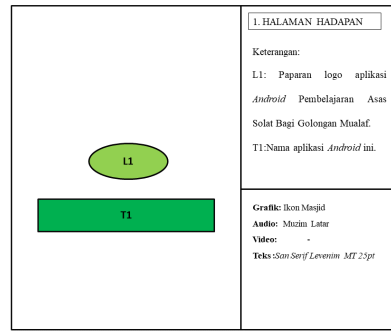 L1
T1
1. HALAMAN HADAPAN
Keterangan:
L1: Paparan logo aplikasi
Android Pembelajaran Asas
Solat Bagi Golongan Mualaf.
T1:Nama aplikasi Android ini.
Grafik: Ikon Masjid
Audio: Muzim Latar
Video: -
Teks :San Serif Levenim MT 25pt